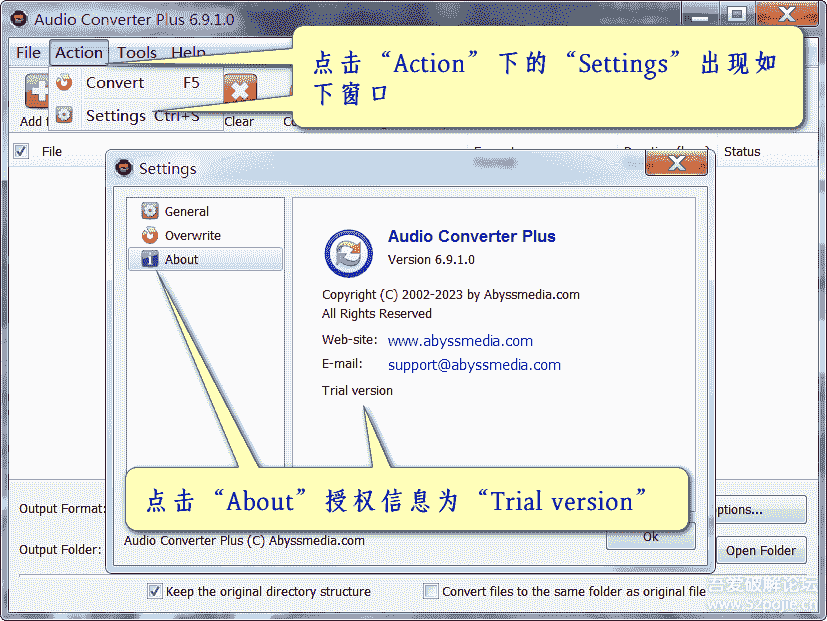 Audio Converter Plus 6.9.1.0
File Action Tools Help
Convert F5
Settings Ctrl+S
Clear
点击“Action”下的“Settings”出现如
下窗口
File
Status
Settings
General
Overwrite
About
Audio Converter Plus
Version 6.9.1.0
Copyright (C) 2002-2023 by Abyssmedia.com
All Rights Reserved
Web-site: www.abyssmedia.com
E-mail: support@abyssmedia.com
Trial version
点击“About”授权信息为“Trial version”
Output Format:
Audio Converter Plus (C) Abyssmedia.com
Ok
Output Folder:
Open Folder
Keep the original directory structure
Convert files to the same folder as original file
吾爱破解论坛
www.52pojie.cn